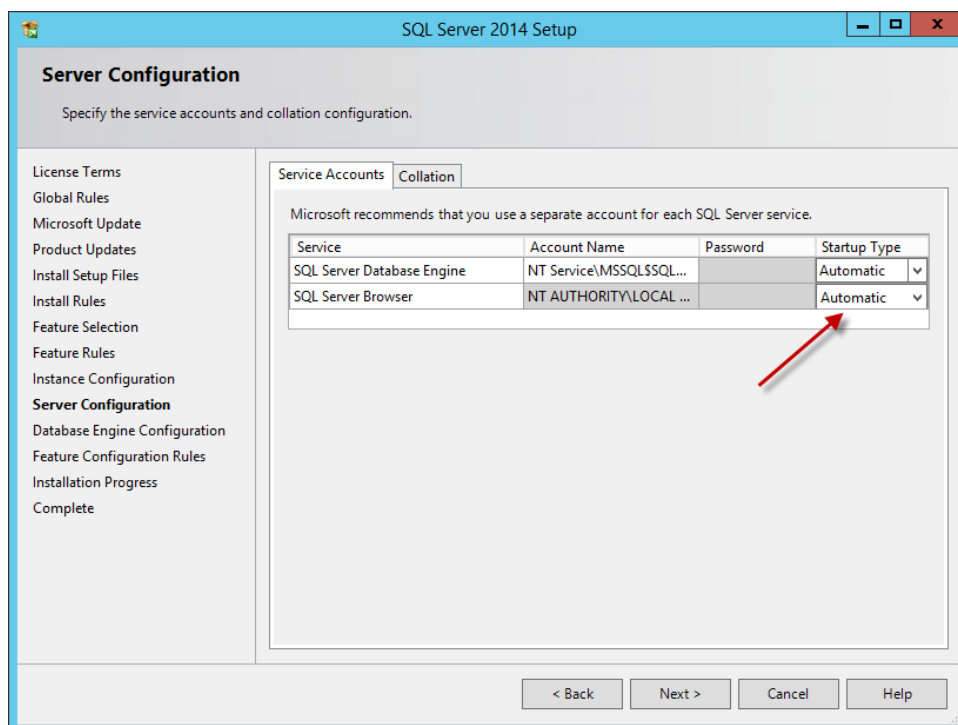 SQL Server 2014 Setup
Server Configuration
Specify the service accounts and collation configuration.
License Terms
Global Rules
Microsoft Update
Product Updates
Install Setup Files
Install Rules
Feature Selection
Feature Rules
Instance Configuration
Server Configuration
Database Engine Configuration
Feature Configuration Rules
Installation Progress
Complete
Service Accounts Collation
Microsoft recommends that you use a separate account for each SQL Server service.
Service Account Name Password Startup Type
SQL Server Database Engine NT Service\MSSQL$SQL... Automatic
SQL Server Browser NT AUTHORITY\LOCAL ... Automatic
< Back Next > Cancel Help